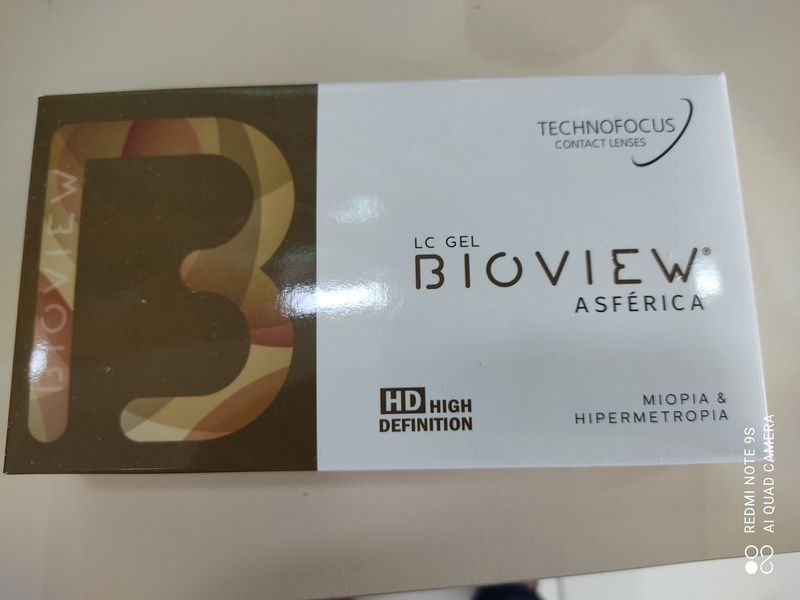 BIOVIEW
TECHNOFOCUS
CONTACT LENSES
LC GEL
BIOVIEW®
ASFÉRICA
HD HIGH
DEFINITION
MIOPIA &
HIPERMETROPIA
REDMI NOTE 9S
AI QUAD CAMERA